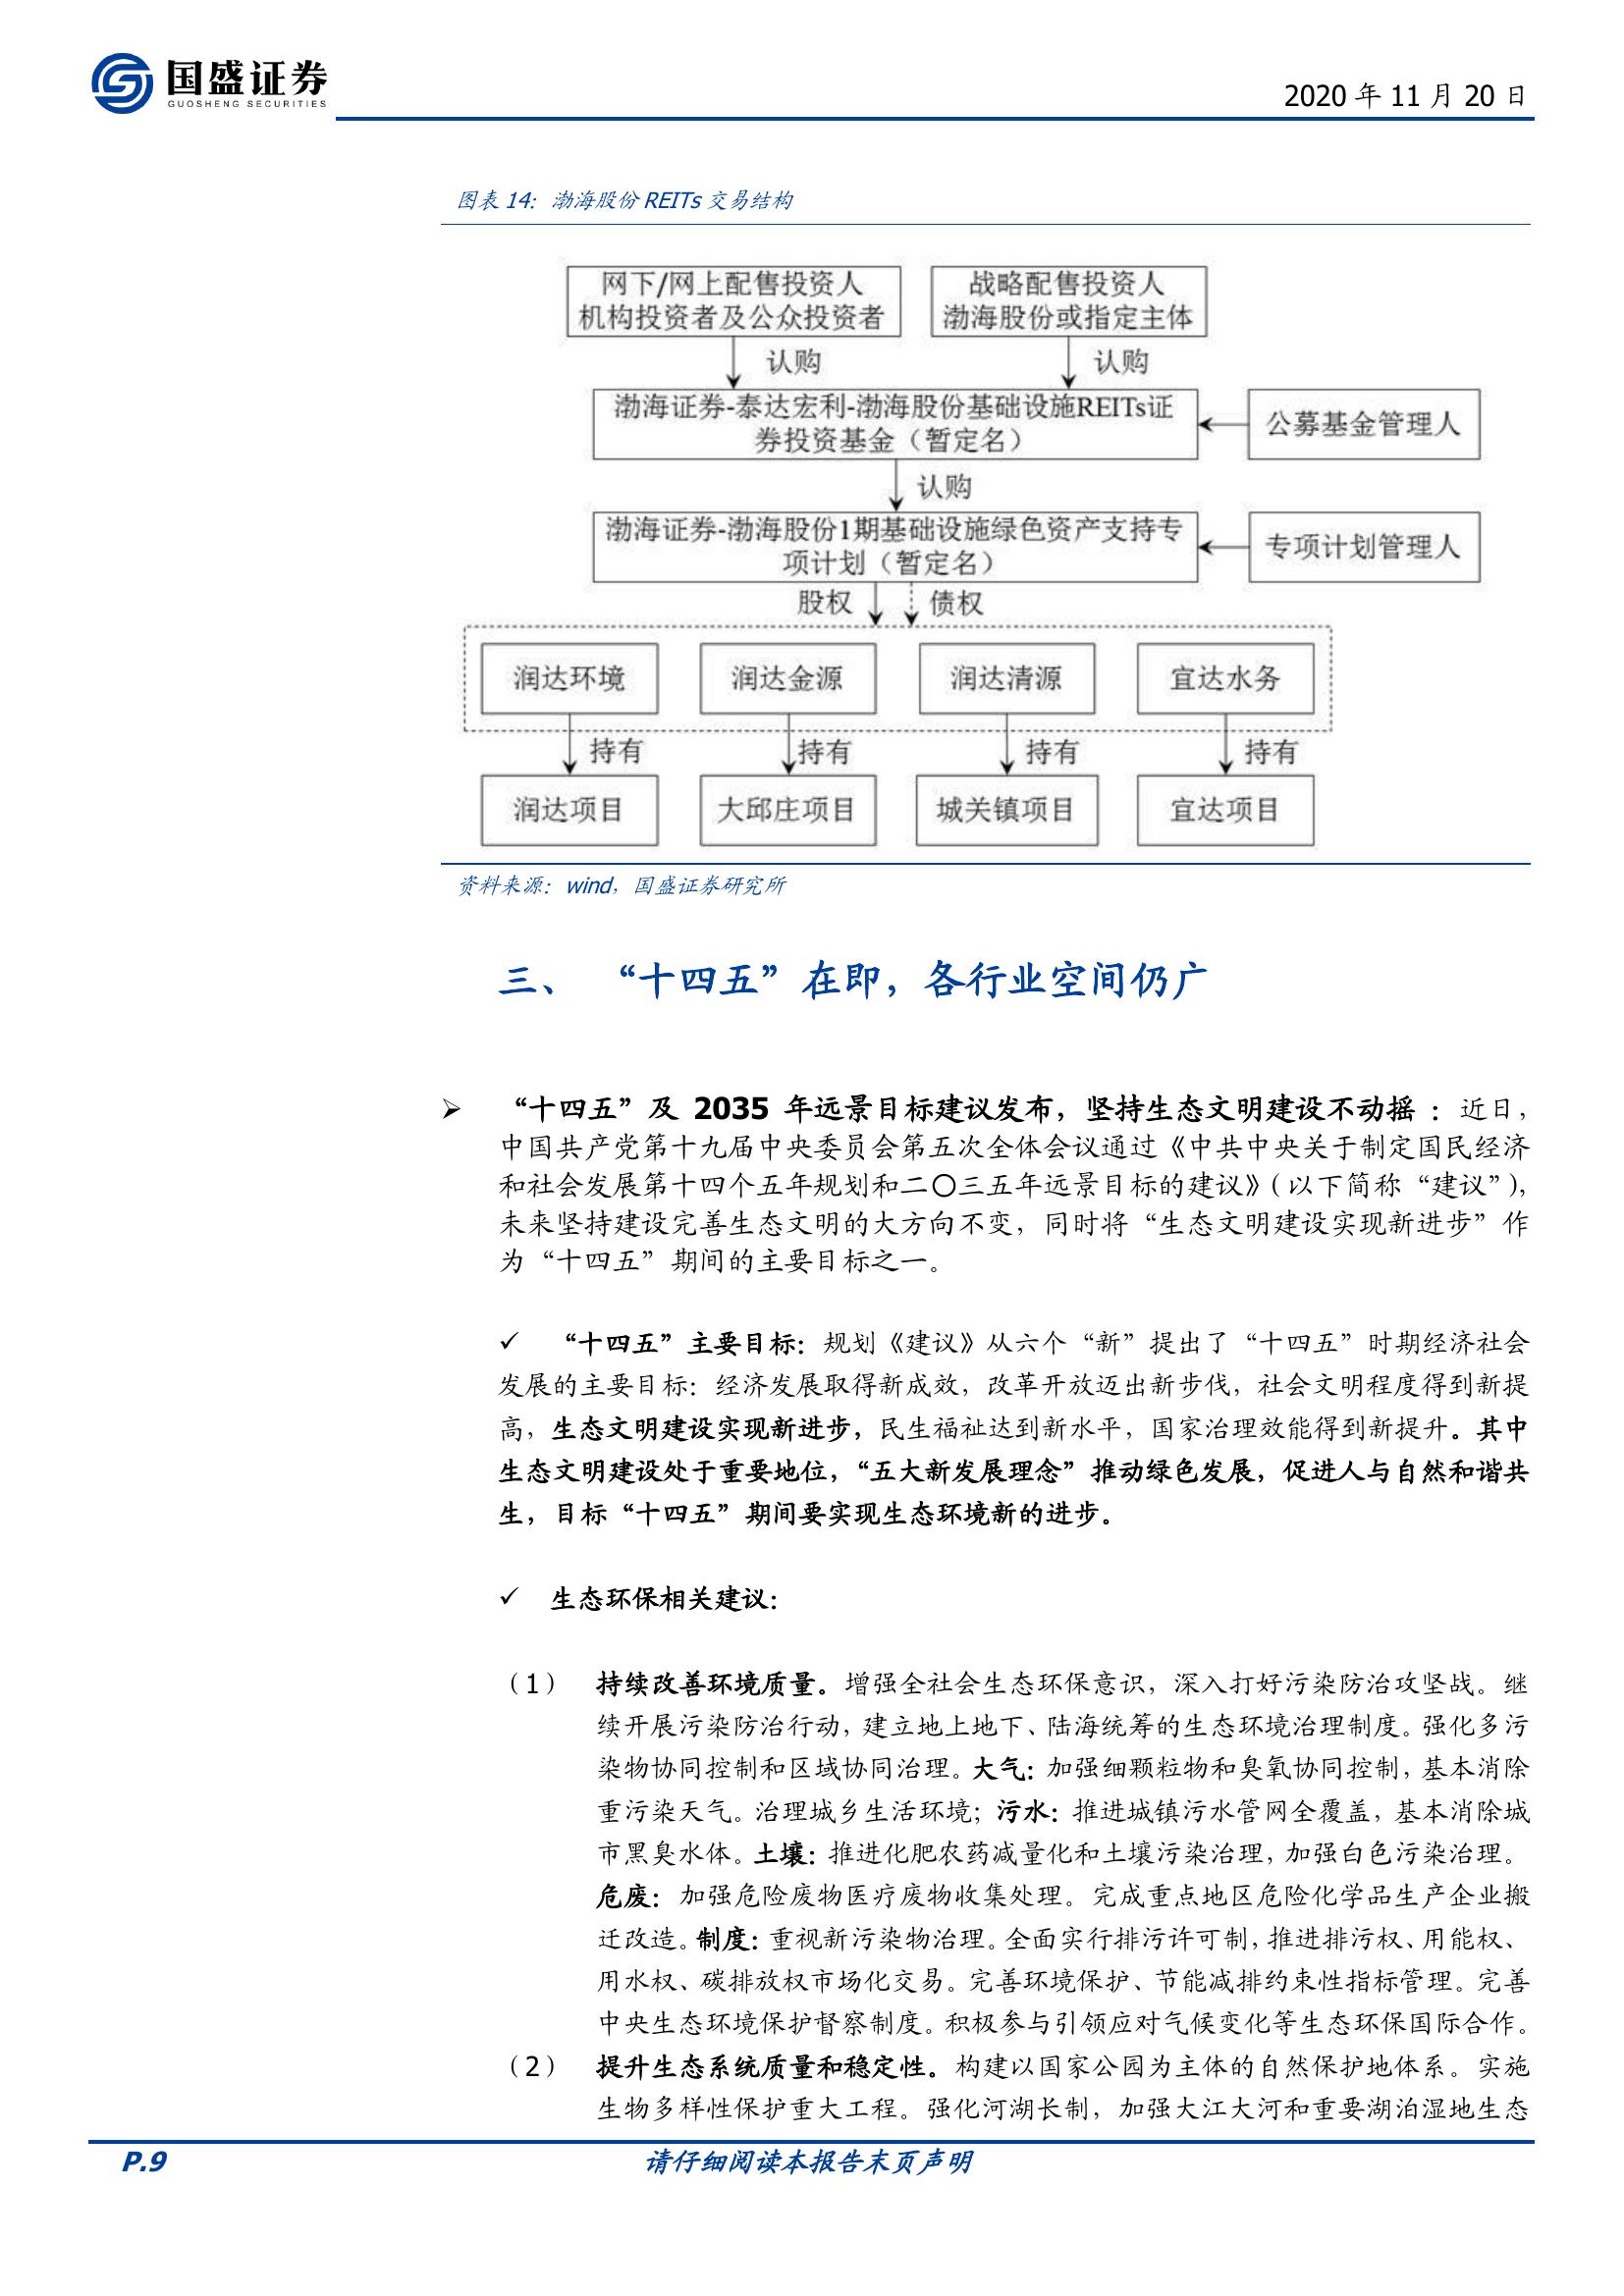 国盛证券
GUOSHENG SECURITIES
2020 年 11 月 20 日
图表 14：渤海股份 REITs 交易结构
网下/网上配售投资人
机构投资者及公众投资者
战略配售投资人
渤海股份或指定主体
认购
认购
渤海证券-泰达宏利-渤海股份基础设施REITs证
券投资基金（暂定名）
公募基金管理人
认购
渤海证券-渤海股份1期基础设施绿色资产支持专
项计划（暂定名）
专项计划管理人
股权
债权
润达环境
润达金源
润达清源
宜达水务
持有
持有
持有
持有
润达项目
大邱庄项目
城关镇项目
宜达项目
资料来源：wind，国盛证券研究所
三、 “十四五”在即，各行业空间仍广
➢ “十四五”及 2035 年远景目标建议发布，坚持生态文明建设不动摇 ：近日，
中国共产党第十九届中央委员会第五次全体会议通过《中共中央关于制定国民经济
和社会发展第十四个五年规划和二〇三五年远景目标的建议》（以下简称“建议”），
未来坚持建设完善生态文明的大方向不变，同时将“生态文明建设实现新进步”作
为“十四五”期间的主要目标之一。
✓ “十四五”主要目标：规划《建议》从六个“新”提出了“十四五”时期经济社会
发展的主要目标：经济发展取得新成效，改革开放迈出新步伐，社会文明程度得到新提
高，生态文明建设实现新进步，民生福祉达到新水平，国家治理效能得到新提升。其中
生态文明建设处于重要地位，“五大新发展理念”推动绿色发展，促进人与自然和谐共
生，目标“十四五”期间要实现生态环境新的进步。
✓ 生态环保相关建议：
（1） 持续改善环境质量。增强全社会生态环保意识，深入打好污染防治攻坚战。继
续开展污染防治行动，建立地上地下、陆海统筹的生态环境治理制度。强化多污
染物协同控制和区域协同治理。大气：加强细颗粒物和臭氧协同控制，基本消除
重污染天气。治理城乡生活环境；污水：推进城镇污水管网全覆盖，基本消除城
市黑臭水体。土壤：推进化肥农药减量化和土壤污染治理，加强白色污染治理。
危废：加强危险废物医疗废物收集处理。完成重点地区危险化学品生产企业搬
迁改造。制度：重视新污染物治理。全面实行排污许可制，推进排污权、用能权、
用水权、碳排放权市场化交易。完善环境保护、节能减排约束性指标管理。完善
中央生态环境保护督察制度。积极参与引领应对气候变化等生态环保国际合作。
（2） 提升生态系统质量和稳定性。构建以国家公园为主体的自然保护地体系。实施
生物多样性保护重大工程。强化河湖长制，加强大江大河和重要湖泊湿地生态
P.9
请仔细阅读本报告末页声明